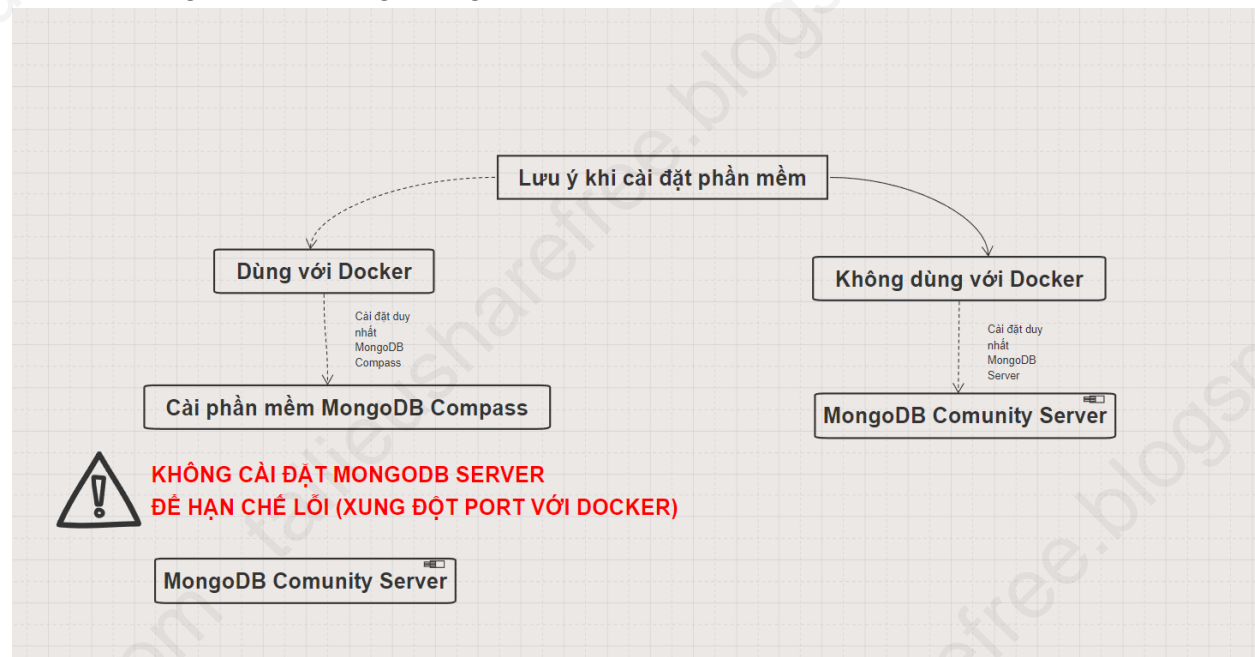 Lưu ý khi cài đặt phần mềm
Dùng với Docker
Không dùng với Docker
Cài đặt duy
nhất
MongoDB
Compass
Cài đặt duy
nhất
MongoDB
Server
Cài phần mềm MongoDB Compass
MongoDB Comunity Server
KHÔNG CÀI ĐẶT MONGODB SERVER
ĐỂ HẠN CHẾ LỖI (XUNG ĐỘT PORT VỚI DOCKER)
MongoDB Comunity Server